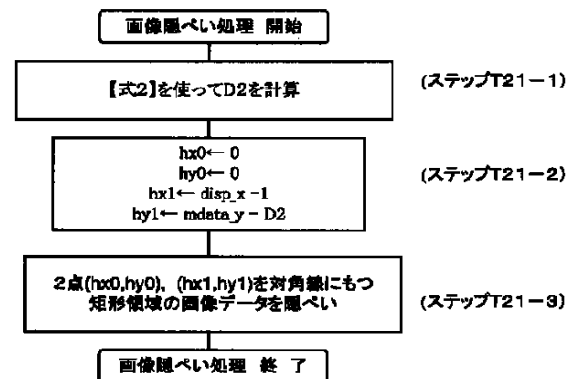 画像隠ぺい処理 開始
【式2】を使ってD2を計算
(ステップT21－1)
hx0← 0
hy0← 0
hx1← disp_x -1
hy1← mdata_y - D2
(ステップT21－2)
2点(hx0,hy0), (hx1,hy1)を対角線にもつ
矩形領域の画像データを隠ぺい
(ステップT21－3)
画像隠ぺい処理 終 了